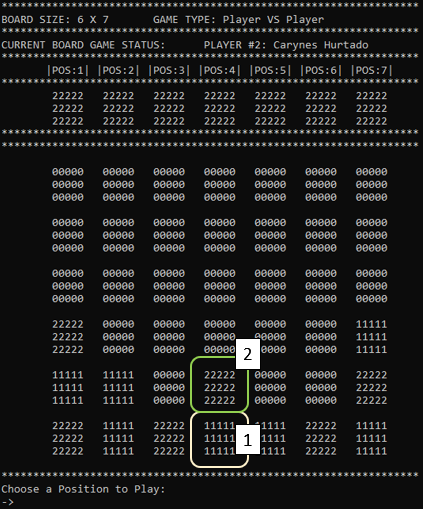 ******************************************************************
BOARD SIZE: 6 X 7 GAME TYPE: Player VS Player
******************************************************************
CURRENT BOARD GAME STATUS: PLAYER #2: Carynes Hurtado
******************************************************************
|POS:1| |POS:2| |POS:3| |POS:4| |POS:5| |POS:6| |POS:7|
******************************************************************
22222 22222 22222 22222 22222 22222 22222
22222 22222 22222 22222 22222 22222 22222
22222 22222 22222 22222 22222 22222 22222
******************************************************************
******************************************************************
00000 00000 00000 00000 00000 00000 00000
00000 00000 00000 00000 00000 00000 00000
00000 00000 00000 00000 00000 00000 00000
00000 00000 00000 00000 00000 00000 00000
00000 00000 00000 00000 00000 00000 00000
00000 00000 00000 00000 00000 00000 00000
00000 00000 00000 00000 00000 00000 00000
00000 00000 00000 00000 00000 00000 00000
00000 00000 00000 00000 00000 00000 00000
22222 00000 00000 00000 00000 00000 11111
22222 00000 00000 00000 00000 00000 11111
22222 00000 00000 00000 00000 00000 11111
2
11111 11111 00000 22222 00000 00000 22222
11111 11111 00000 22222 00000 00000 22222
11111 11111 00000 22222 00000 00000 22222
22222 11111 22222 11111 11111 22222 11111
1
22222 11111 22222 11111 11111 22222 11111
22222 11111 22222 11111 11111 22222 11111
******************************************************************
Choose a Position to Play:
->